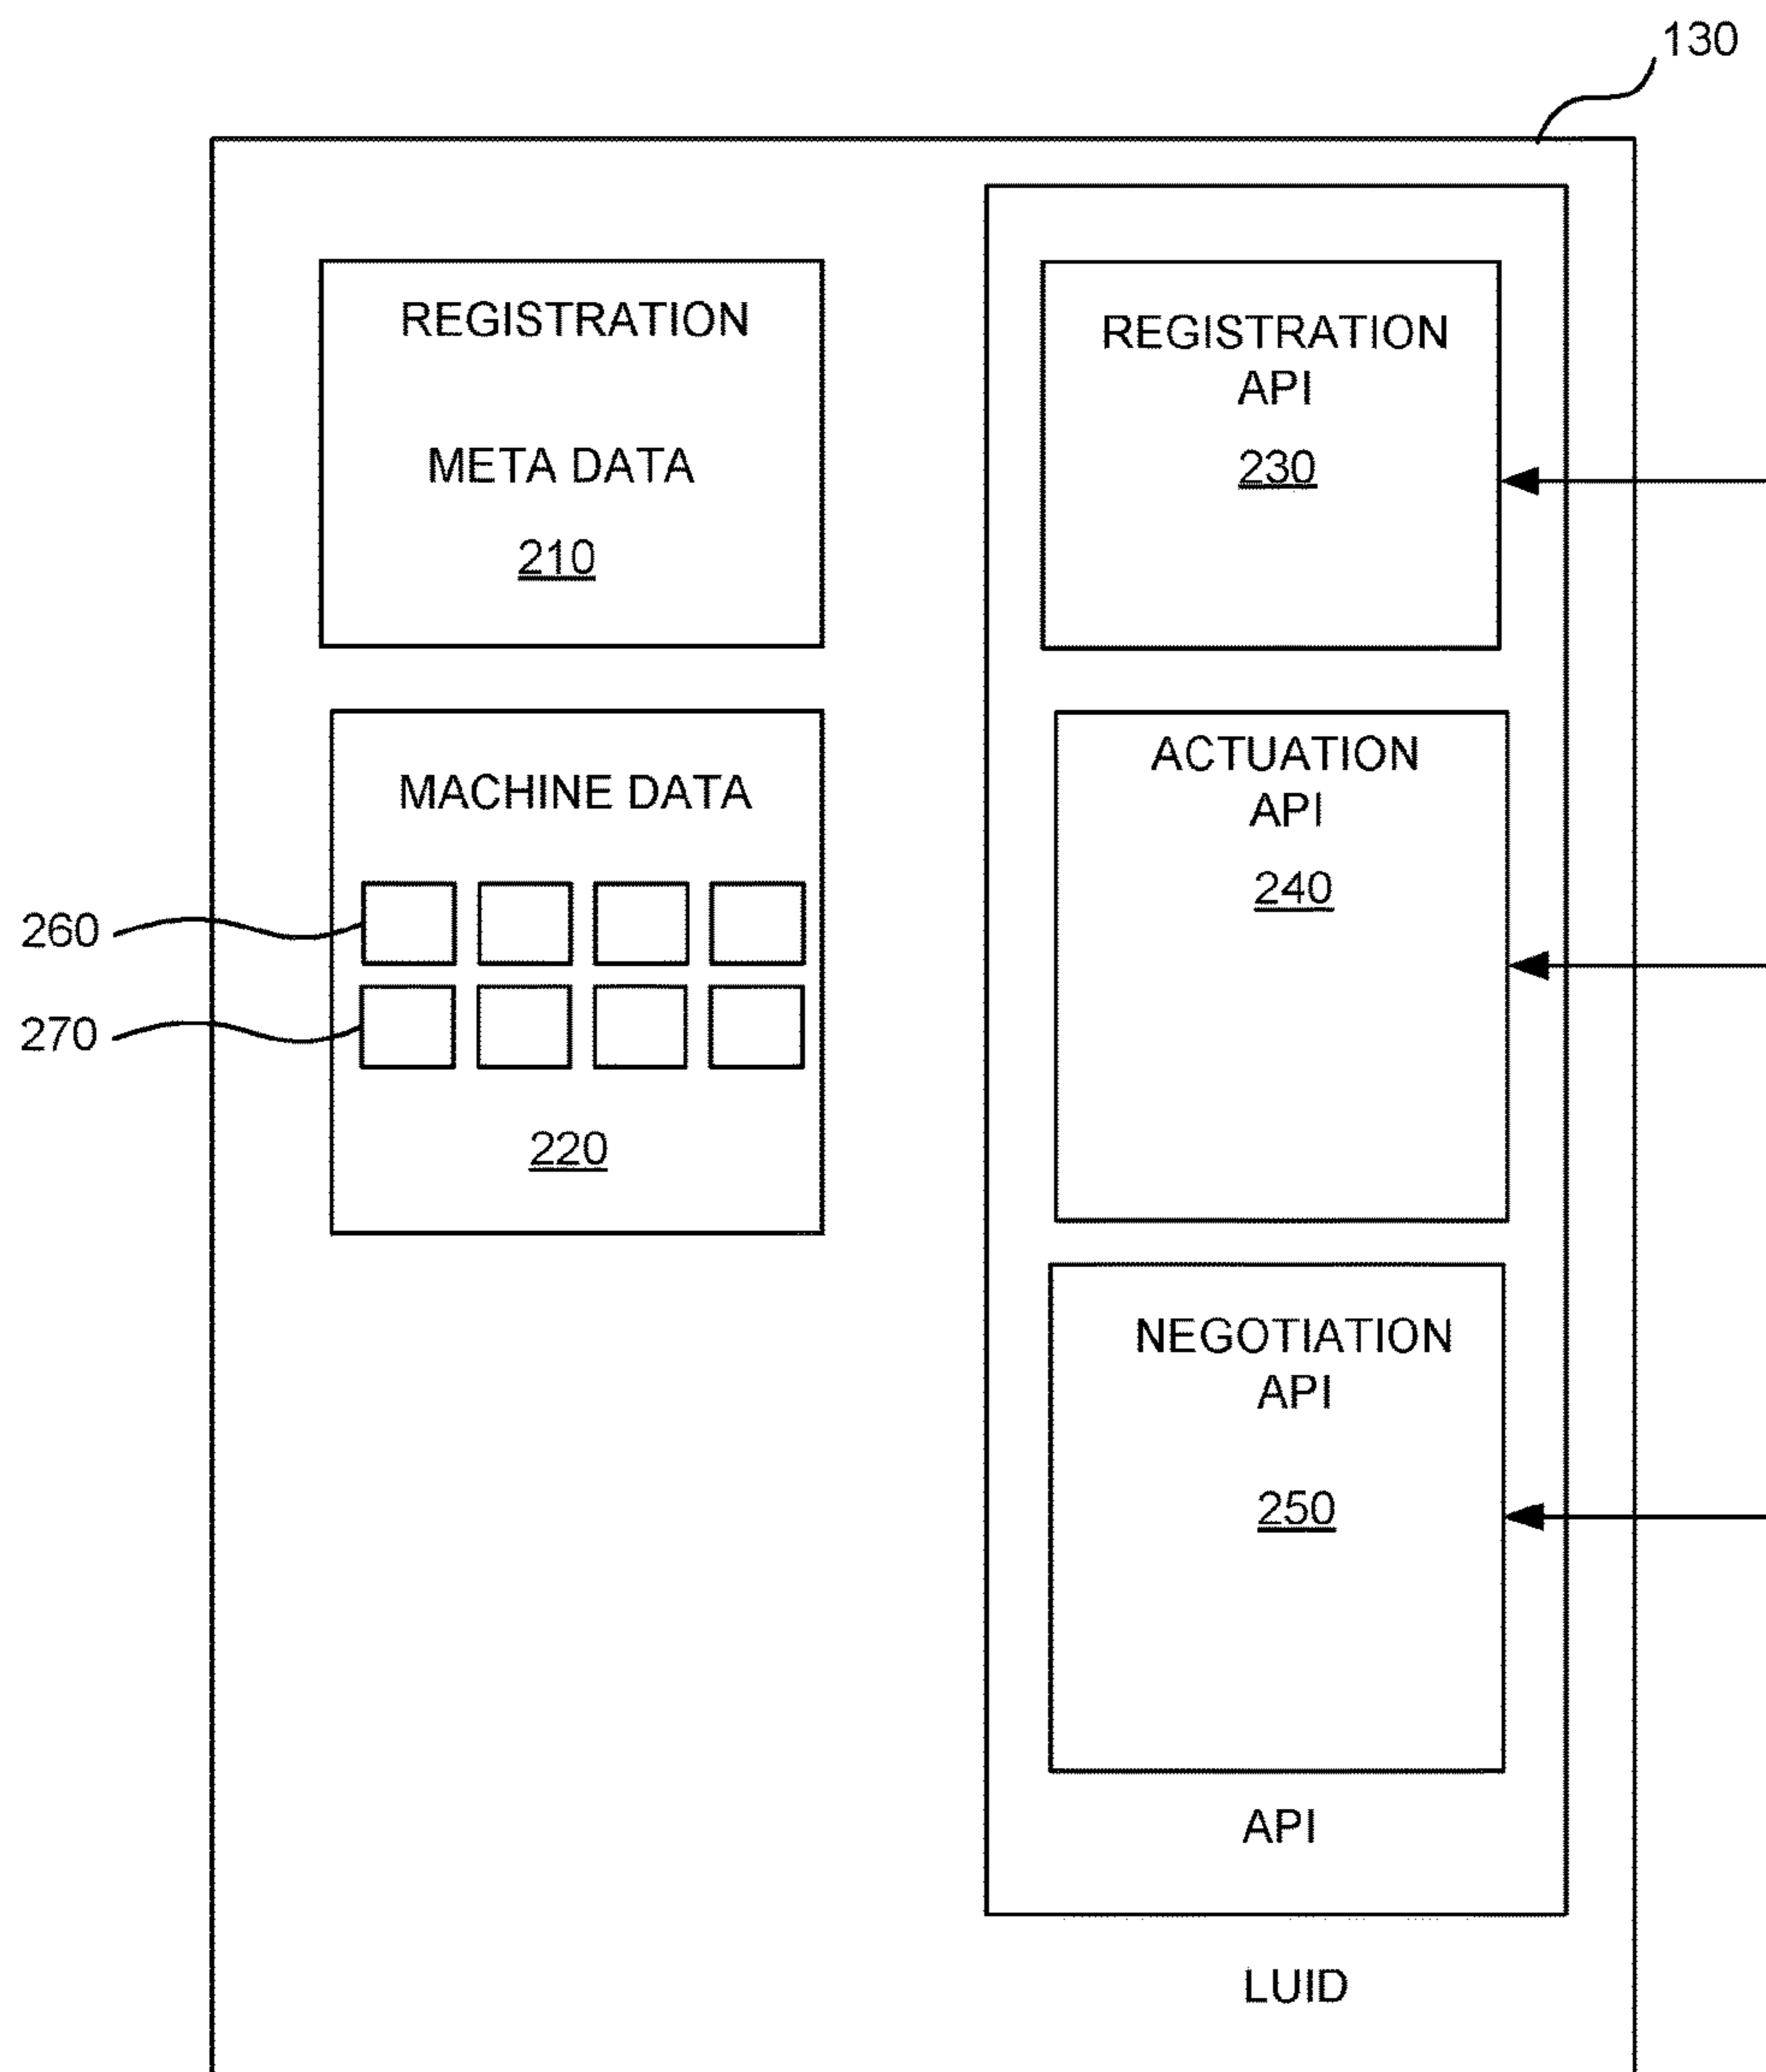 130
REGISTRATION
META DATA
210
REGISTRATION
API
230
MACHINE DATA
260
270
220
ACTUATION
API
240
NEGOTIATION
API
250
API
LUID